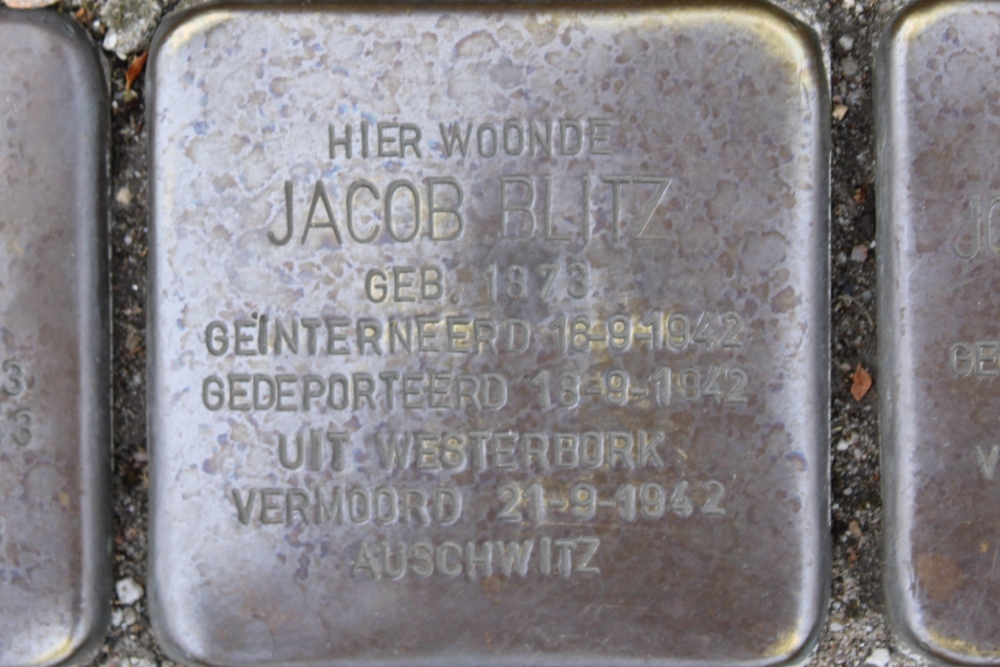 HIER WOONDE
JACOB BLITZ
GEB. 1873
GEÏNTERNEERD 16-9-1942
GEDEPORTEERD 18-9-1942
UIT WESTERBORK
VERMOORD 21-9-1942
AUSCHWITZ